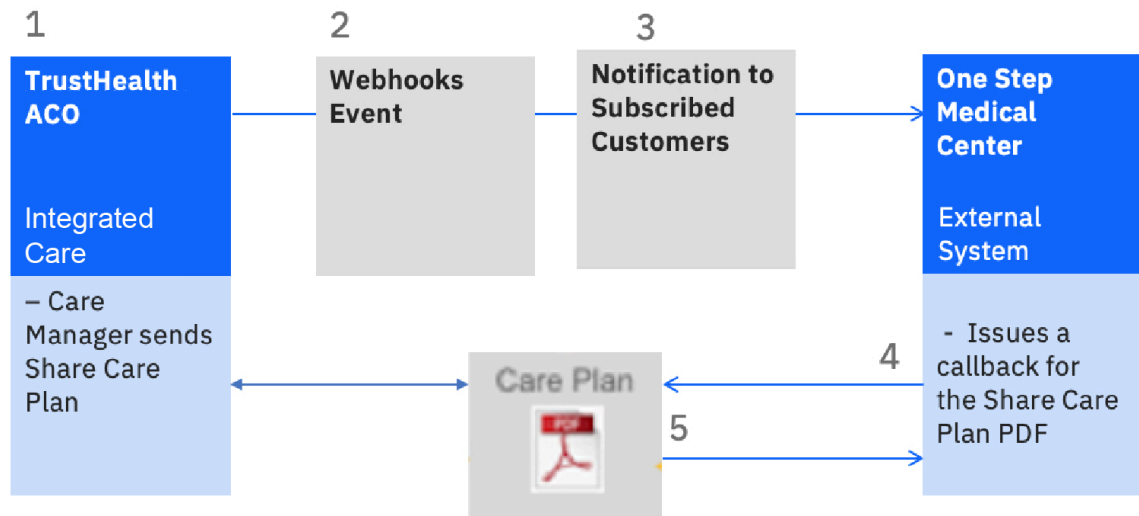 1
2
3
TrustHealth
ACO
Integrated
Care
– Care
Manager sends
Share Care
Plan
Webhooks
Event
Notification to
Subscribed
Customers
One Step
Medical
Center
External
System
- Issues a
callback for
the Share Care
Plan PDF
4
5
Care Plan
PDF